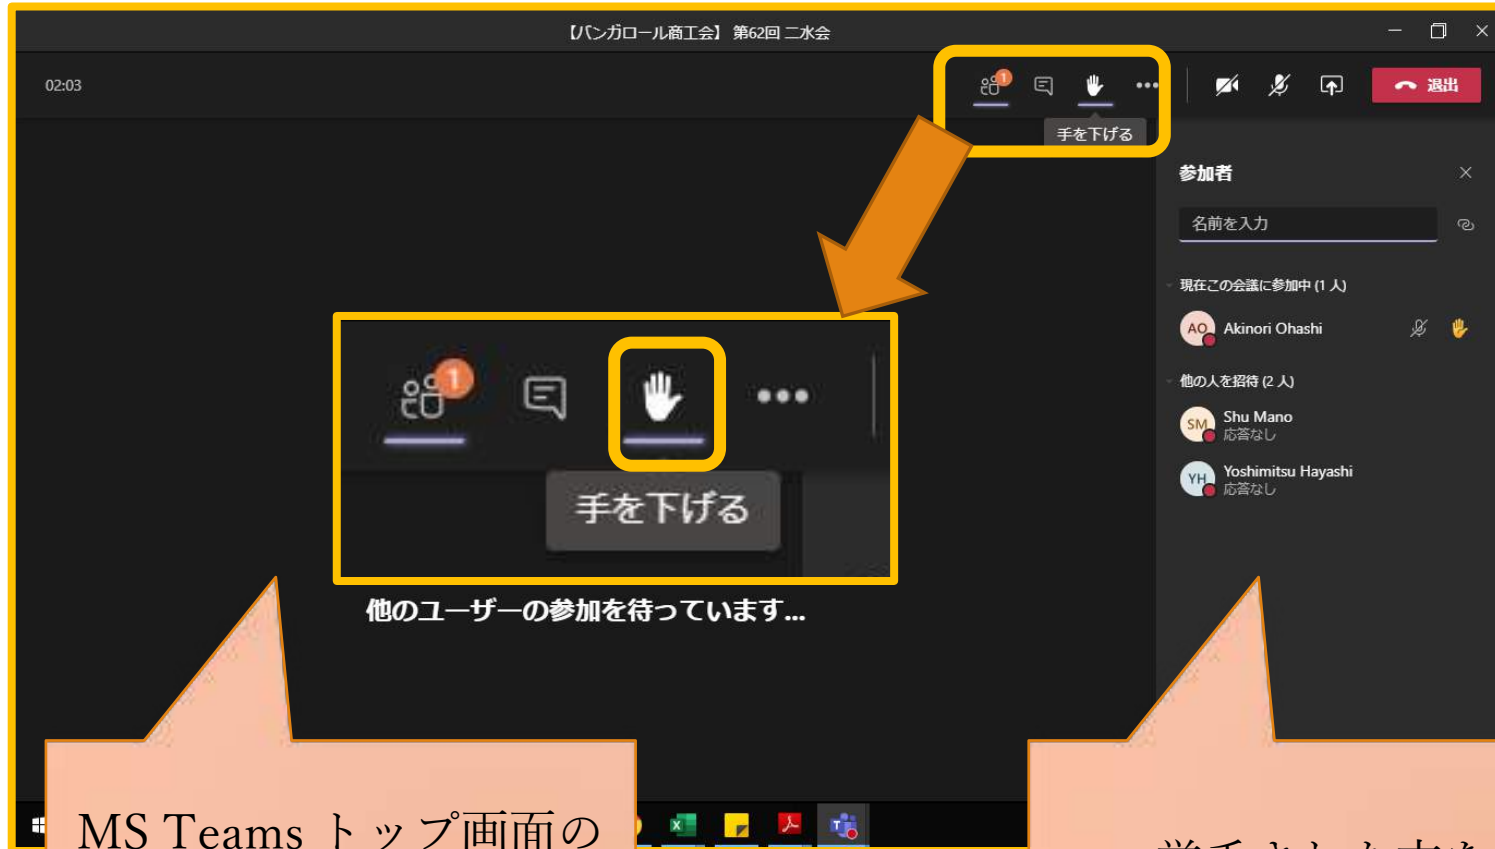 【バンガロール商工会】 第62回 二水会
02:03
1
退出
手を下げる
参加者
名前を入力
現在この会議に参加中 (1 人)
AO Akinori Ohashi
他の人を招待 (2 人)
SM Shu Mano
応答なし
YH Yoshimitsu Hayashi
応答なし
1
手を下げる
他のユーザーの参加を待っています...
MS Teams トップ画面の